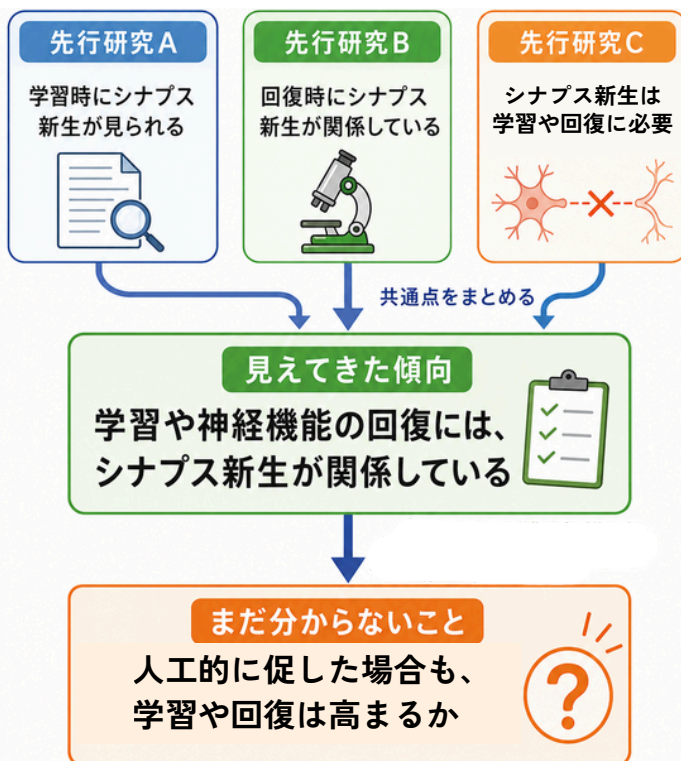 先行研究A
学習時にシナプス
新生が見られる
先行研究B
回復時にシナプス
新生が関係している
先行研究C
シナプス新生は
学習や回復に必要
共通点をまとめる
見えてきた傾向
学習や神経機能の回復には、
シナプス新生が関係している
まだ分からないこと
人工的に促した場合も、
学習や回復は高まるか
?